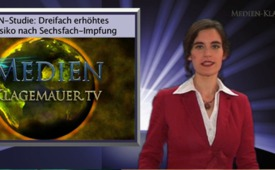 MEDIEN-KLA
N-Studie: Dreifach erhöhtes
isiko nach Sechsfach-Impfung
MEDIEN
LAGEMAUER.TV